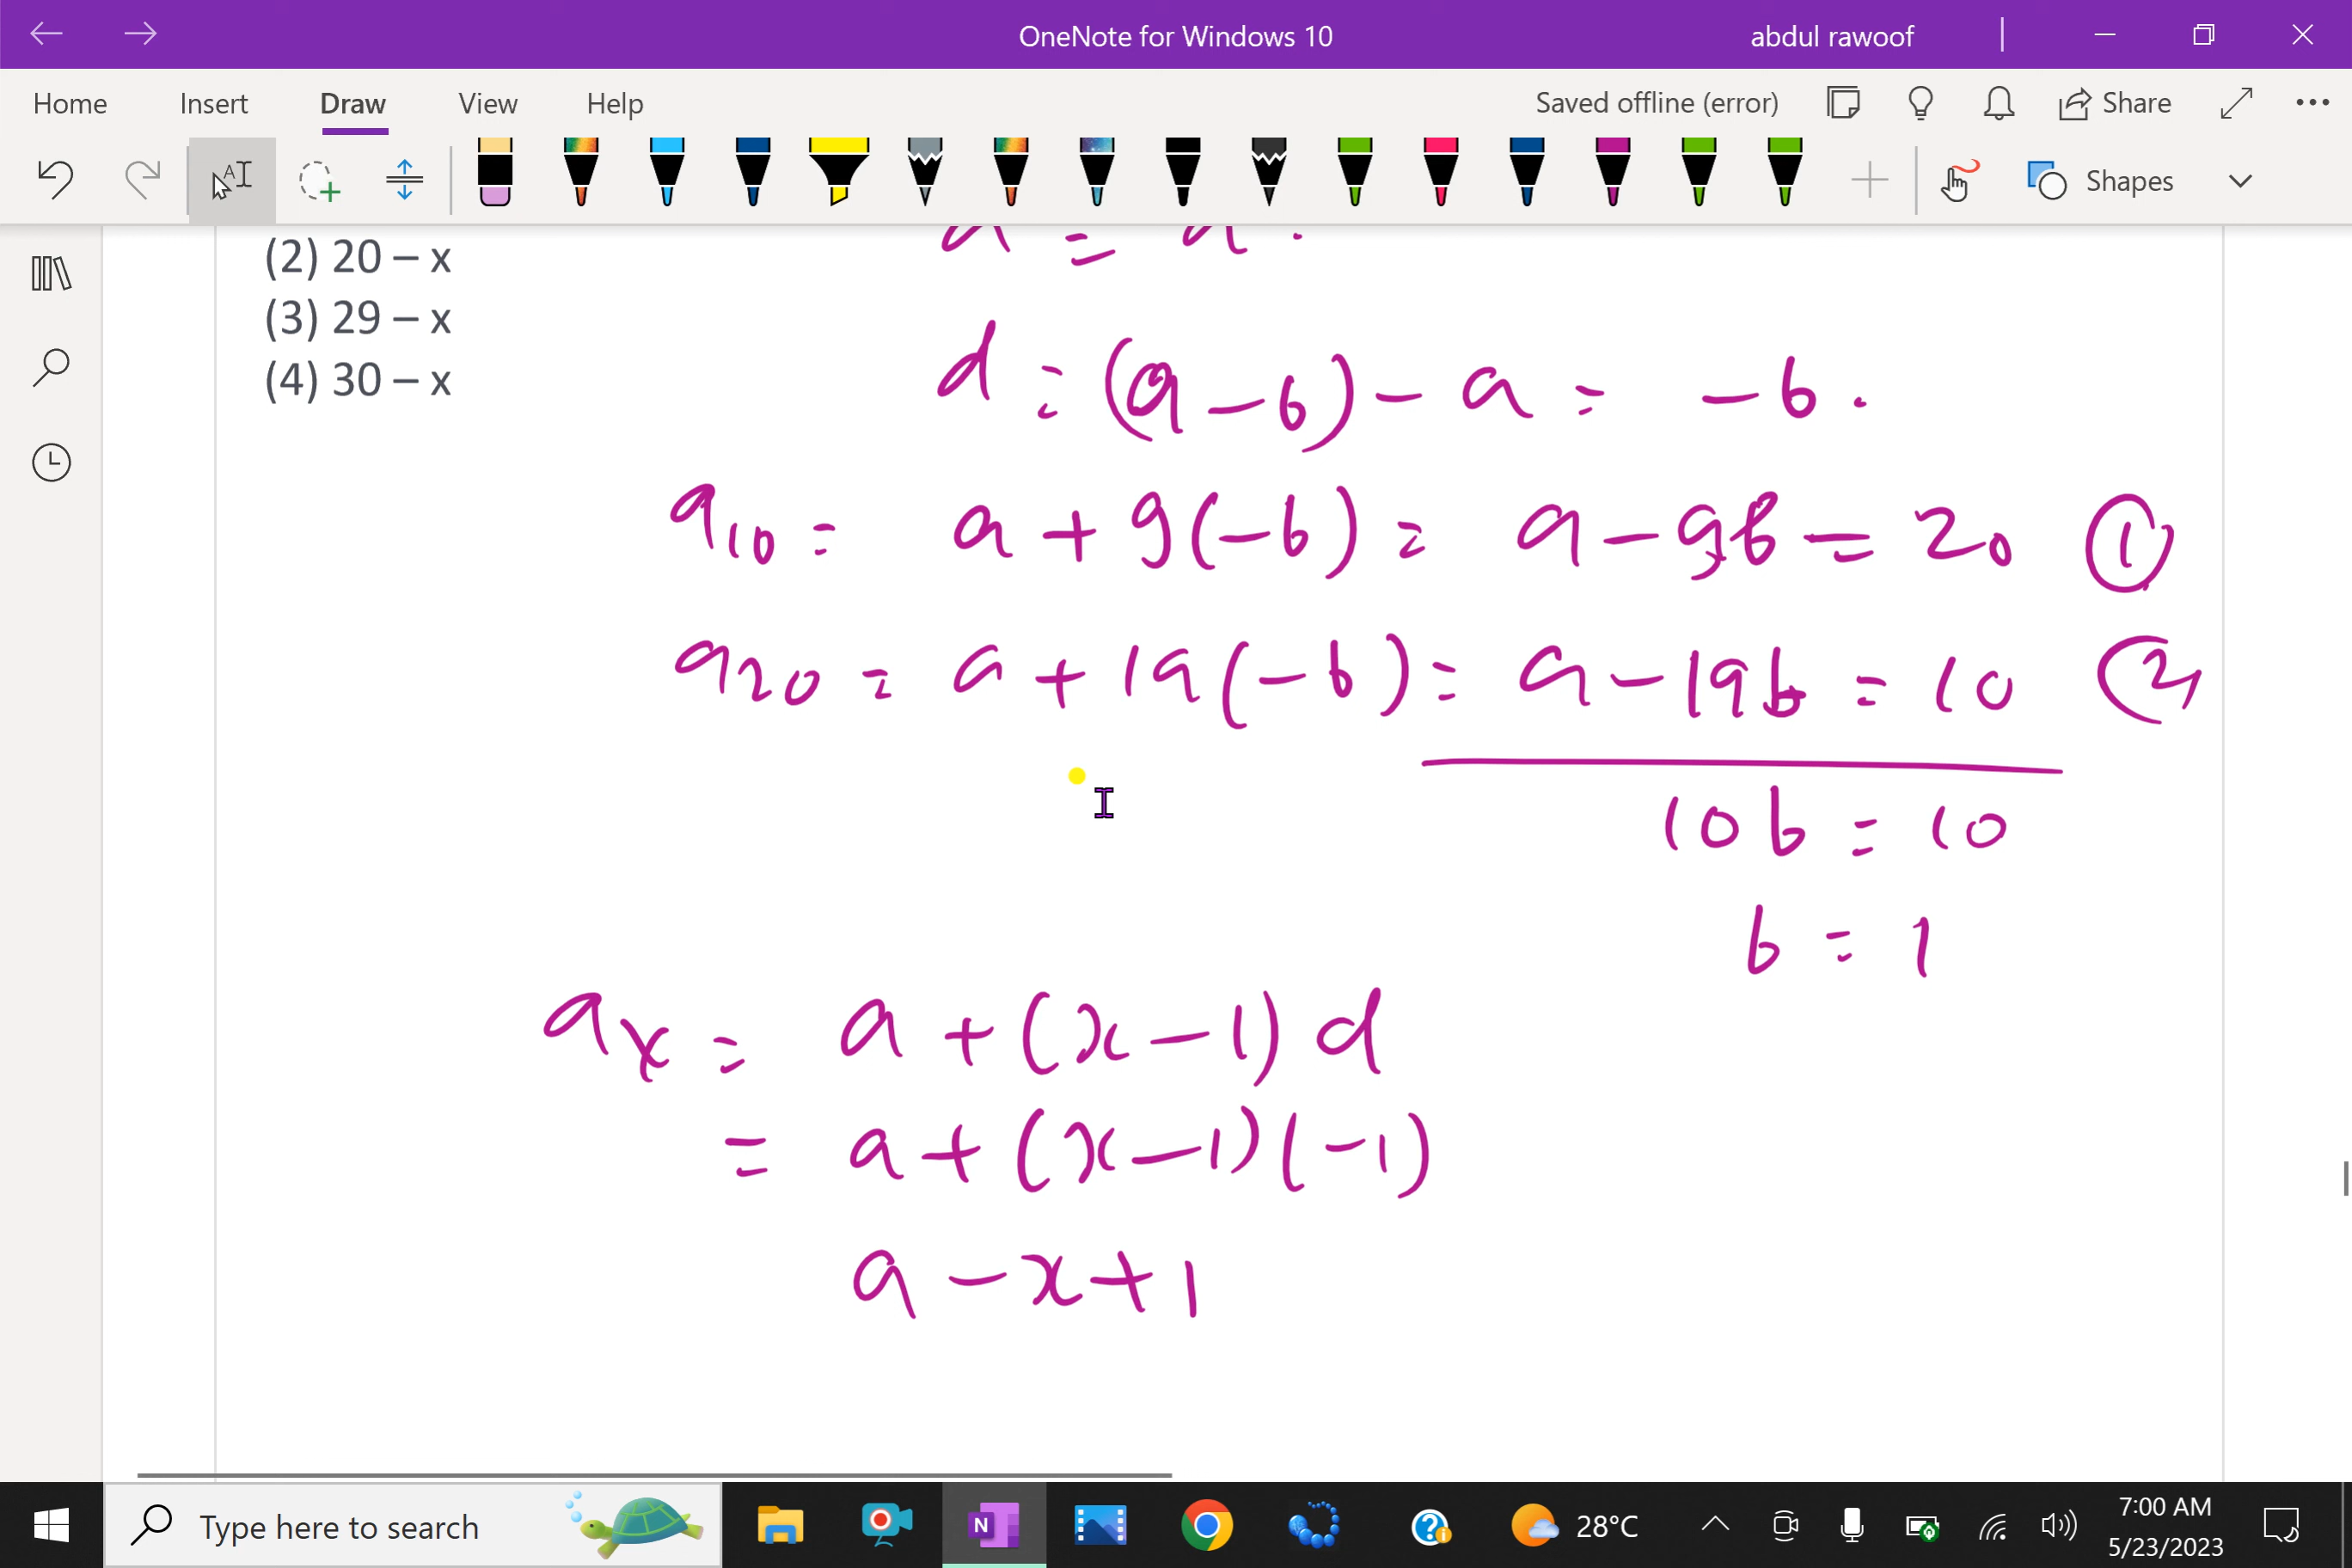 OneNote for Windows 10
abdul rawoof
Home Insert Draw View Help
Saved offline (error)
Share
Shapes
(2) 20 – x
(3) 29 – x
(4) 30 – x
d = (a - b) - a = - b .
a10 = a + 9(-b) = a - 9b = 20 (1)
a20 = a + 19(-b) = a - 19b = 10 (2)
10b = 10
b = 1
ax = a + (x - 1) d
= a + (x - 1)(-1)
a - x + 1
Type here to search
28°C
7:00 AM
5/23/2023